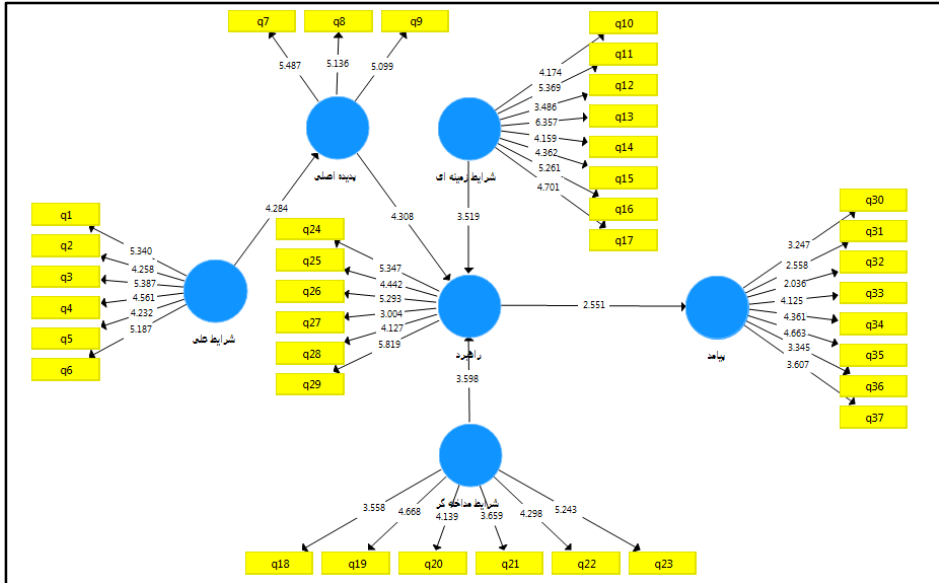 q7
q8
q9
5.487
5.136
5.099
پدیده اصلی
q10
q11
q12
q13
q14
q15
q16
q17
4.174
5.369
3.486
6.357
4.159
4.362
5.261
4.701
شرایط زمینه ای
4.284
4.308
3.519
q1
q2
q3
q4
q5
q6
5.340
4.258
5.387
4.561
4.232
5.187
شرایط علی
q24
q25
q26
q27
q28
q29
5.347
4.442
5.293
3.004
4.127
5.819
راهبرد
2.551
q30
q31
q32
q33
q34
q35
q36
q37
3.247
2.558
2.036
4.125
4.361
4.663
3.345
3.607
پیامد
3.598
شرایط مداخله گر
3.558
4.668
4.139
3.659
4.298
5.243
q18
q19
q20
q21
q22
q23